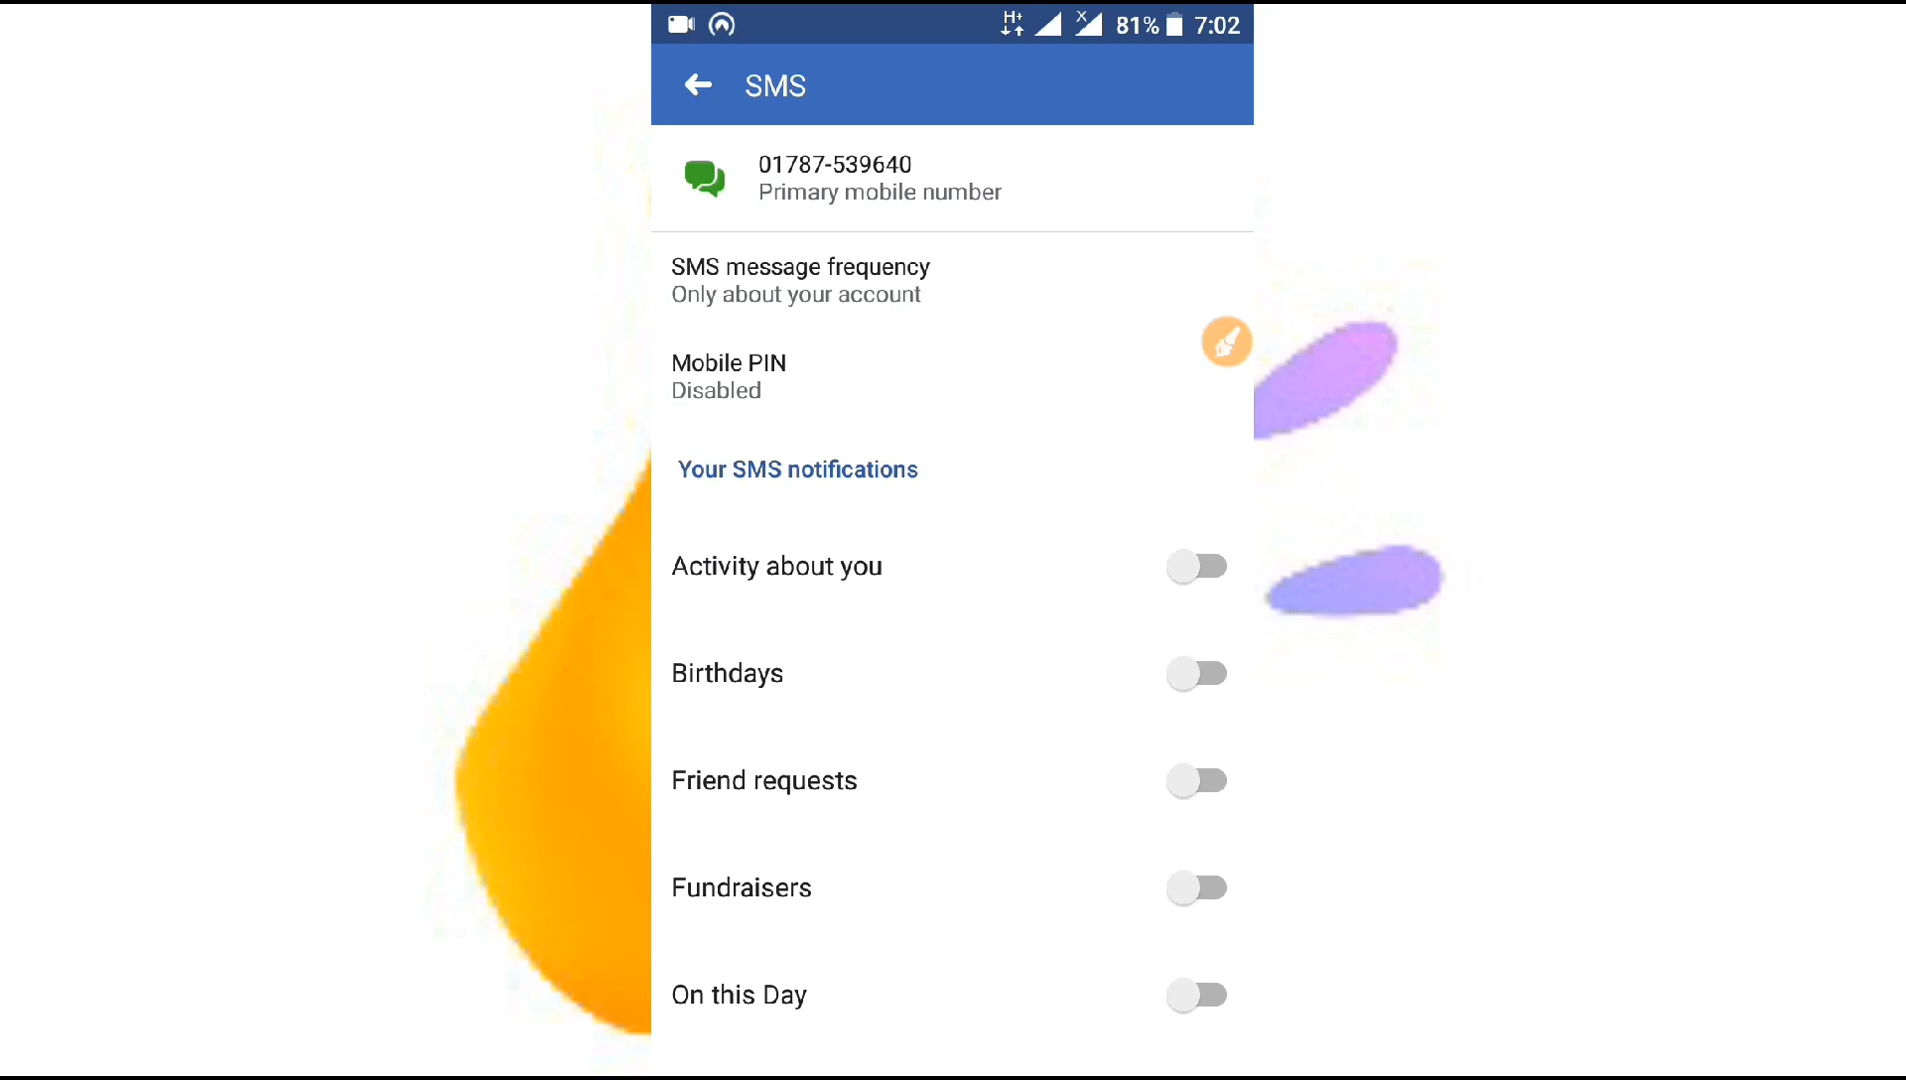 H+ X 81% 7:02
SMS
01787-539640
Primary mobile number
SMS message frequency
Only about your account
Mobile PIN
Disabled
Your SMS notifications
Activity about you
Birthdays
Friend requests
Fundraisers
On this Day